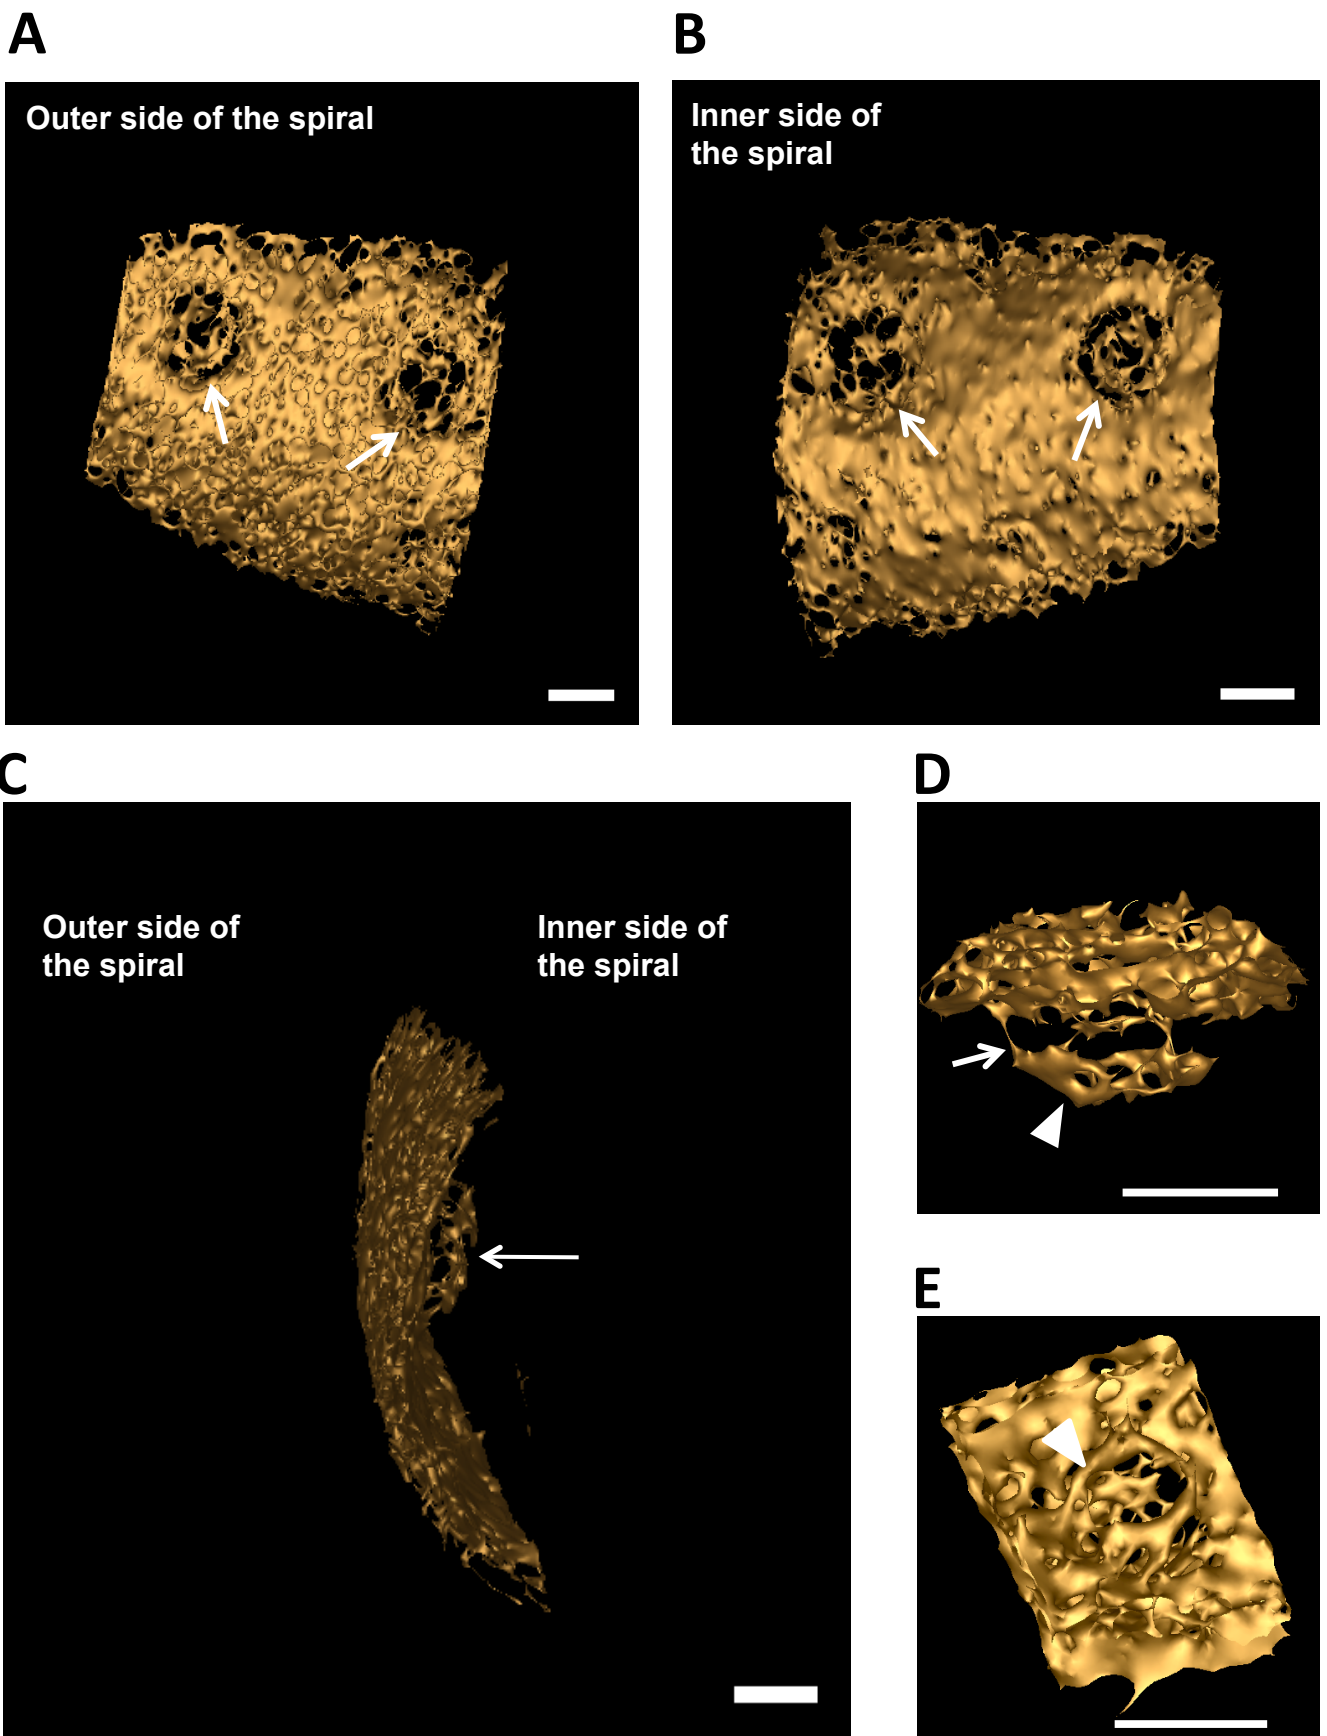 A
B
Outer side of the spiral
Inner side of
the spiral
C
D
Outer side of
the spiral
Inner side of
the spiral
E